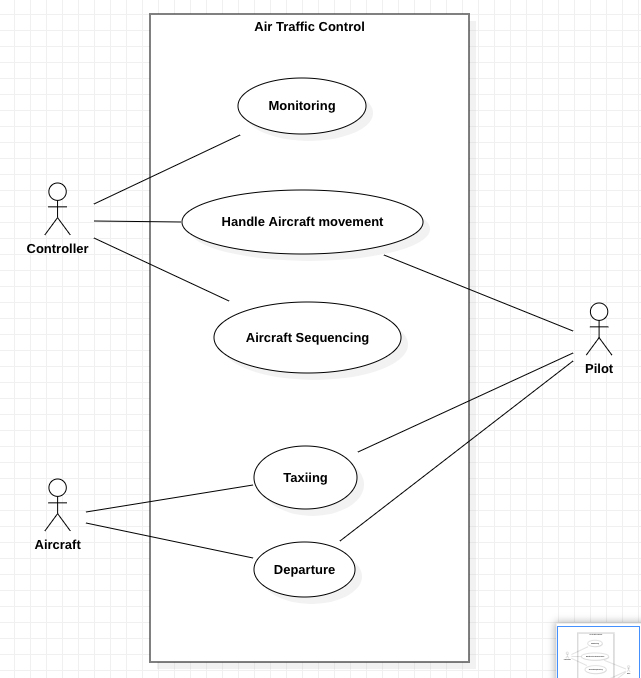 Air Traffic Control
Monitoring
Handle Aircraft movement
Controller
Aircraft Sequencing
Pilot
Taxiing
Aircraft
Departure